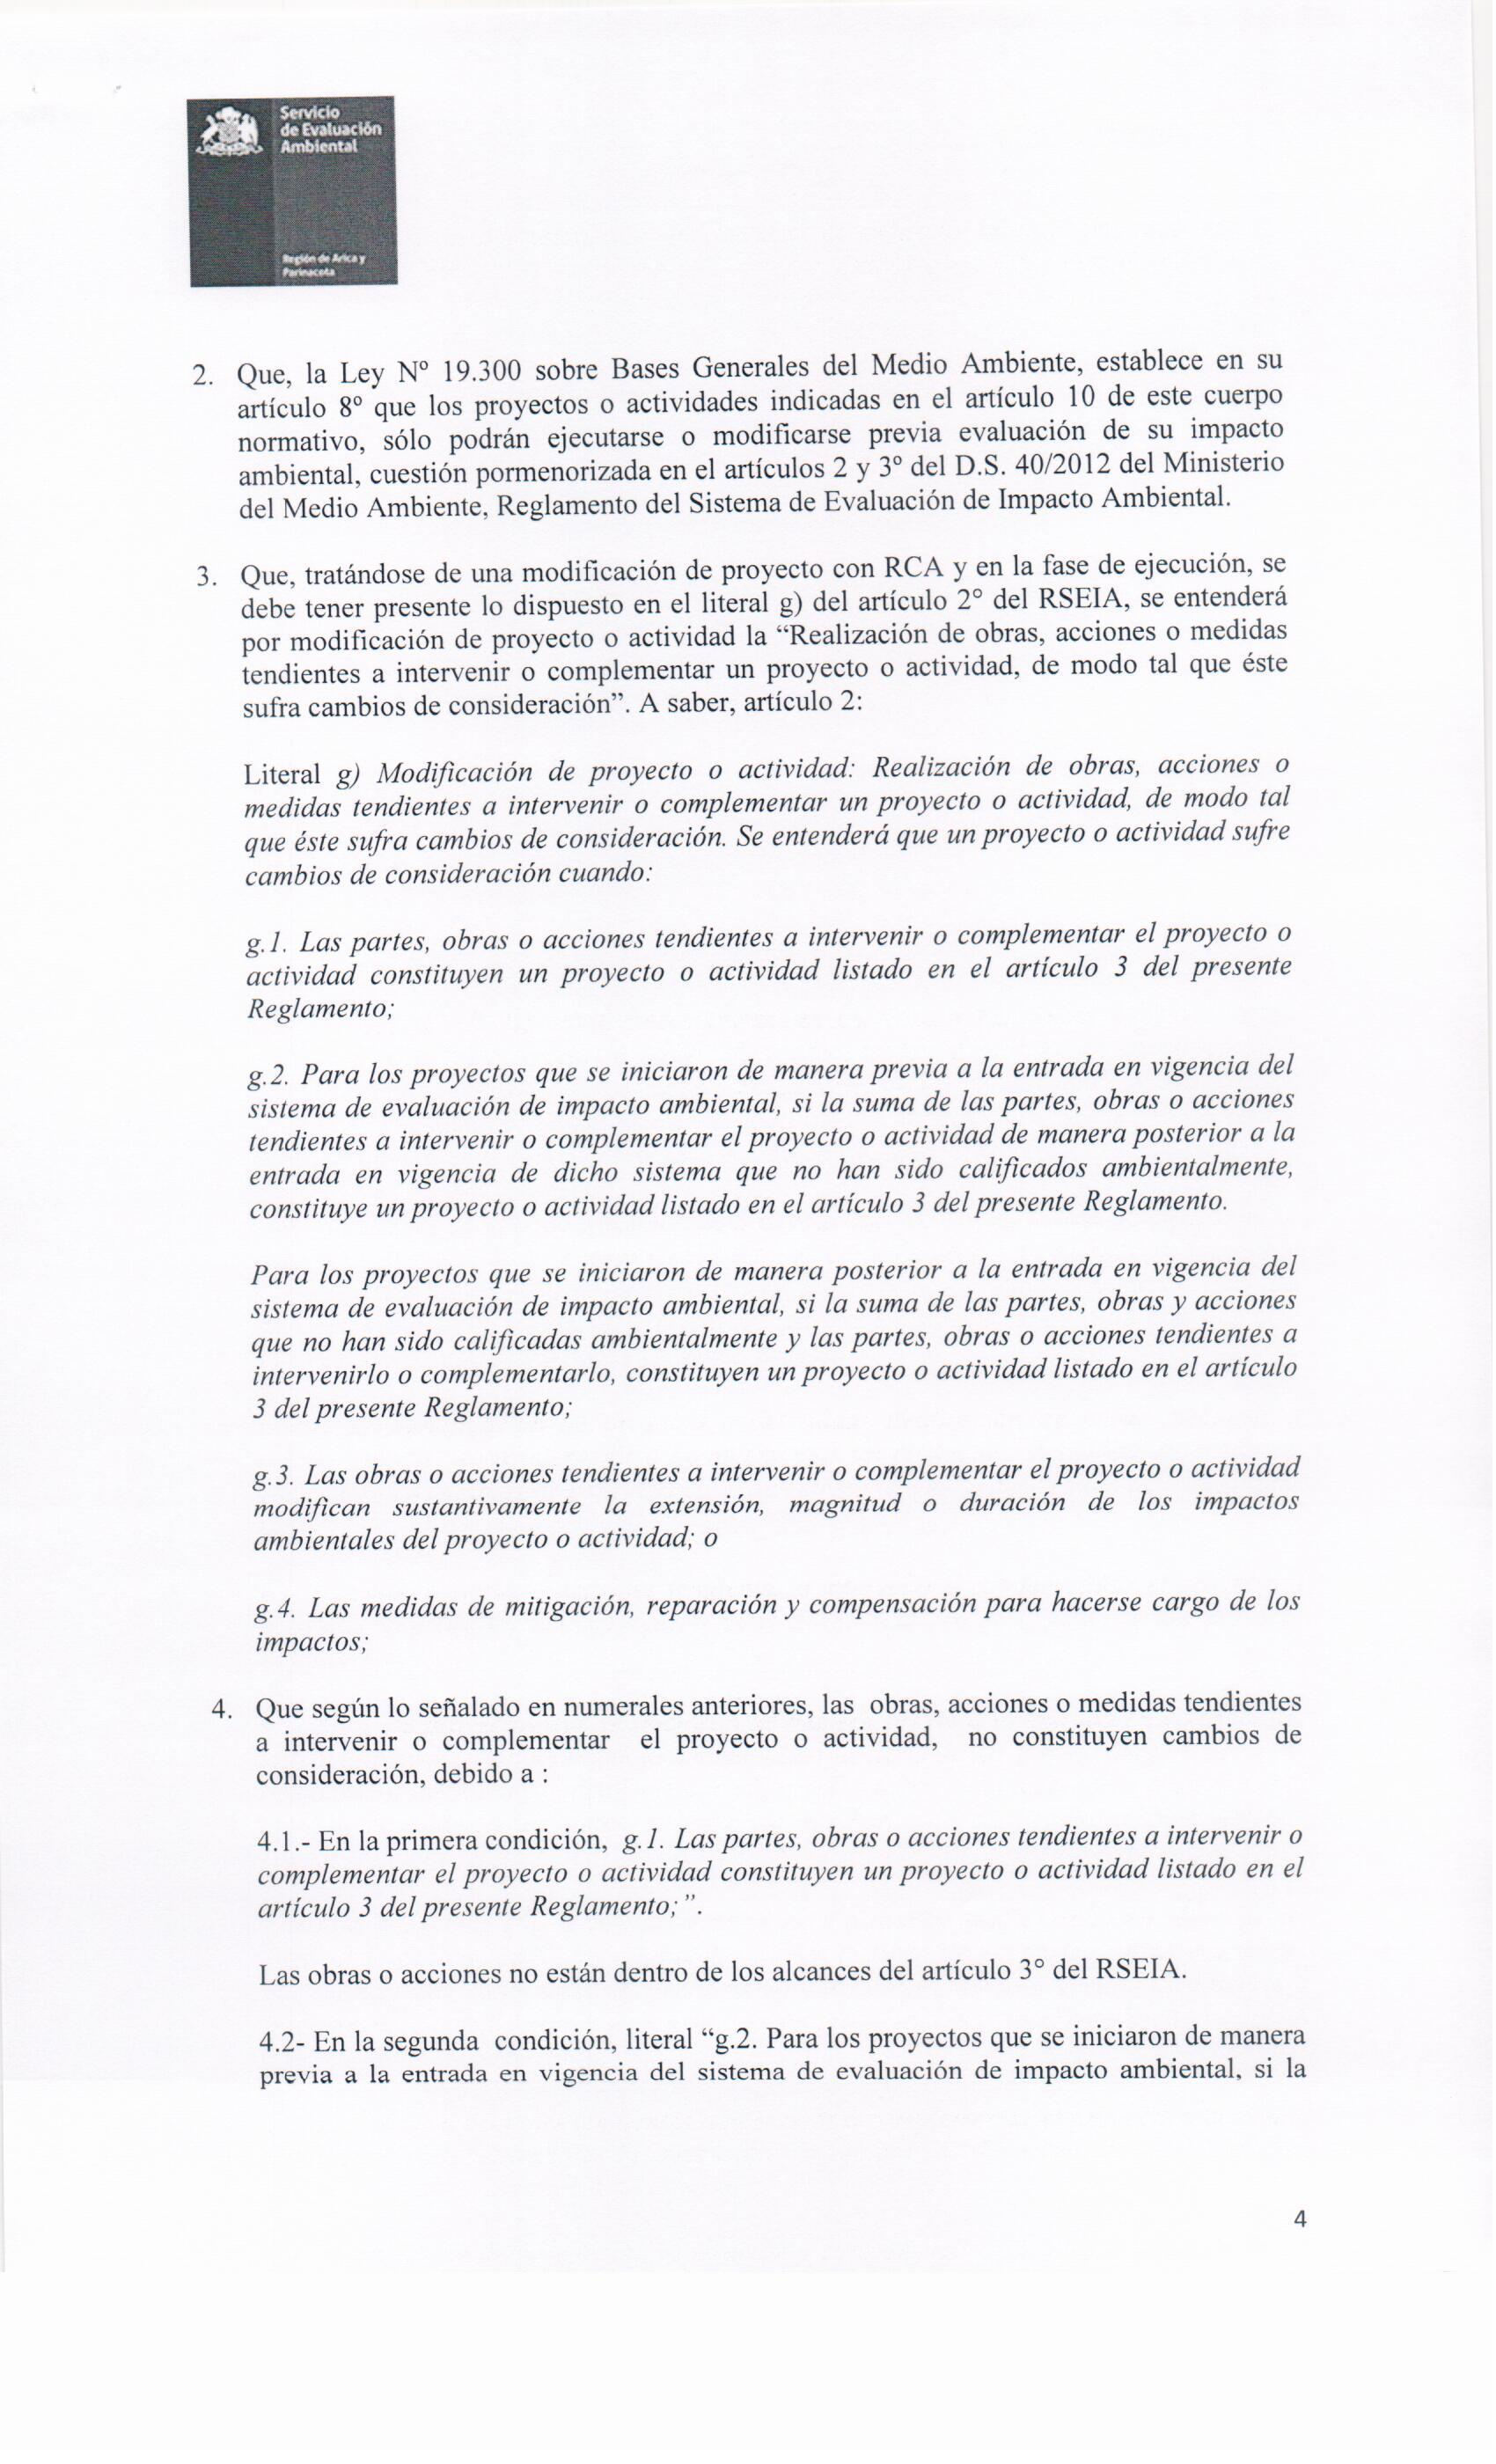 Servicio
de Evaluación
Ambiental
Región de Arica y
Parinacota
2. Que, la Ley Nº 19.300 sobre Bases Generales del Medio Ambiente, establece en su
artículo 8º que los proyectos o actividades indicadas en el artículo 10 de este cuerpo
normativo, sólo podrán ejecutarse o modificarse previa evaluación de su impacto
ambiental, cuestión pormenorizada en el artículos 2 y 3º del D.S. 40/2012 del Ministerio
del Medio Ambiente, Reglamento del Sistema de Evaluación de Impacto Ambiental.
3. Que, tratándose de una modificación de proyecto con RCA y en la fase de ejecución, se
debe tener presente lo dispuesto en el literal g) del artículo 2º del RSEIA, se entenderá
por modificación de proyecto o actividad la “Realización de obras, acciones o medidas
tendientes a intervenir o complementar un proyecto o actividad, de modo tal que éste
sufra cambios de consideración”. A saber, artículo 2:
Literal g) Modificación de proyecto o actividad: Realización de obras, acciones o
medidas tendientes a intervenir o complementar un proyecto o actividad, de modo tal
que éste sufra cambios de consideración. Se entenderá que un proyecto o actividad sufre
cambios de consideración cuando:
g.1. Las partes, obras o acciones tendientes a intervenir o complementar el proyecto o
actividad constituyen un proyecto o actividad listado en el artículo 3 del presente
Reglamento;
g.2. Para los proyectos que se iniciaron de manera previa a la entrada en vigencia del
sistema de evaluación de impacto ambiental, si la suma de las partes, obras o acciones
tendientes a intervenir o complementar el proyecto o actividad de manera posterior a la
entrada en vigencia de dicho sistema que no han sido calificados ambientalmente,
constituye un proyecto o actividad listado en el artículo 3 del presente Reglamento.
Para los proyectos que se iniciaron de manera posterior a la entrada en vigencia del
sistema de evaluación de impacto ambiental, si la suma de las partes, obras y acciones
que no han sido calificadas ambientalmente y las partes, obras o acciones tendientes a
intervenirlo o complementarlo, constituyen un proyecto o actividad listado en el artículo
3 del presente Reglamento;
g.3. Las obras o acciones tendientes a intervenir o complementar el proyecto o actividad
modifican sustantivamente la extensión, magnitud o duración de los impactos
ambientales del proyecto o actividad; o
g.4. Las medidas de mitigación, reparación y compensación para hacerse cargo de los
impactos;
4. Que según lo señalado en numerales anteriores, las obras, acciones o medidas tendientes
a intervenir o complementar el proyecto o actividad, no constituyen cambios de
consideración, debido a :
4.1.- En la primera condición, g.1. Las partes, obras o acciones tendientes a intervenir o
complementar el proyecto o actividad constituyen un proyecto o actividad listado en el
artículo 3 del presente Reglamento; ”.
Las obras o acciones no están dentro de los alcances del artículo 3º del RSEIA.
4.2- En la segunda condición, literal “g.2. Para los proyectos que se iniciaron de manera
previa a la entrada en vigencia del sistema de evaluación de impacto ambiental, si la
4